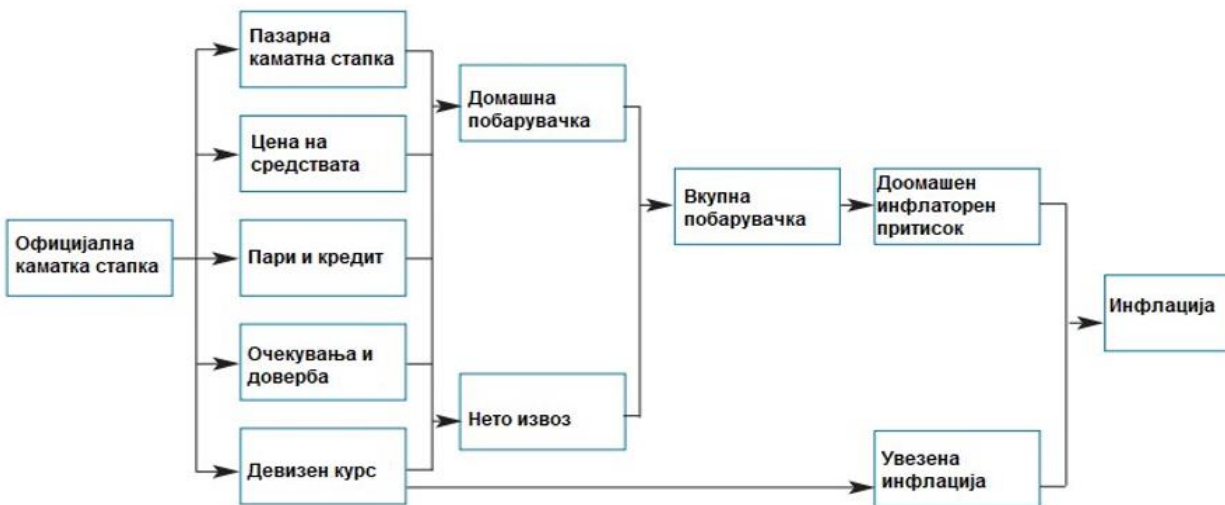 Официјална
каматка стапка
Пазарна
каматна стапка
Цена на
средствата
Пари и кредит
Очекувања и
доверба
Девизен курс
Домашна
побарувачка
Нето извоз
Вкупна
побарувачка
Доомашен
инфлаторен
притисок
Увезена
инфлација
Инфлација